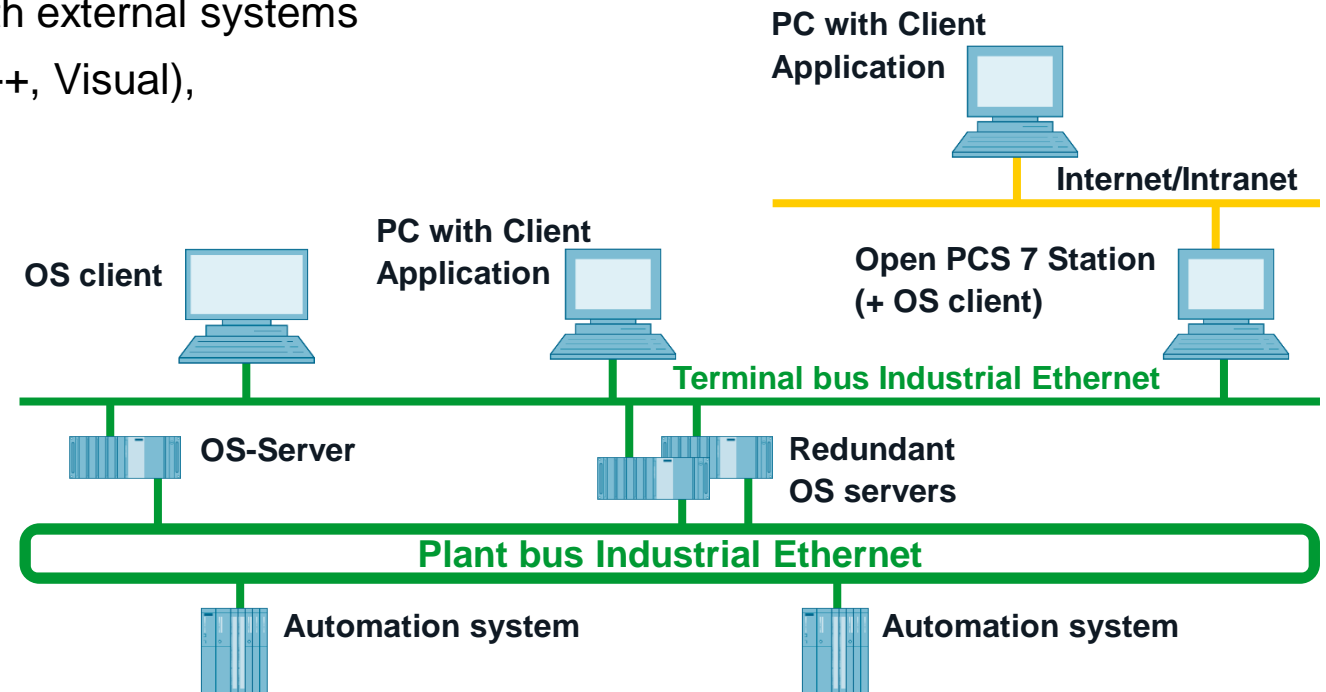 th external systems
+, Visual),
PC with Client
Application
Internet/Intranet
PC with Client
Application
OS client
Open PCS 7 Station
(+ OS client)
Terminal bus Industrial Ethernet
OS-Server
Redundant
OS servers
Plant bus Industrial Ethernet
Automation system
Automation system